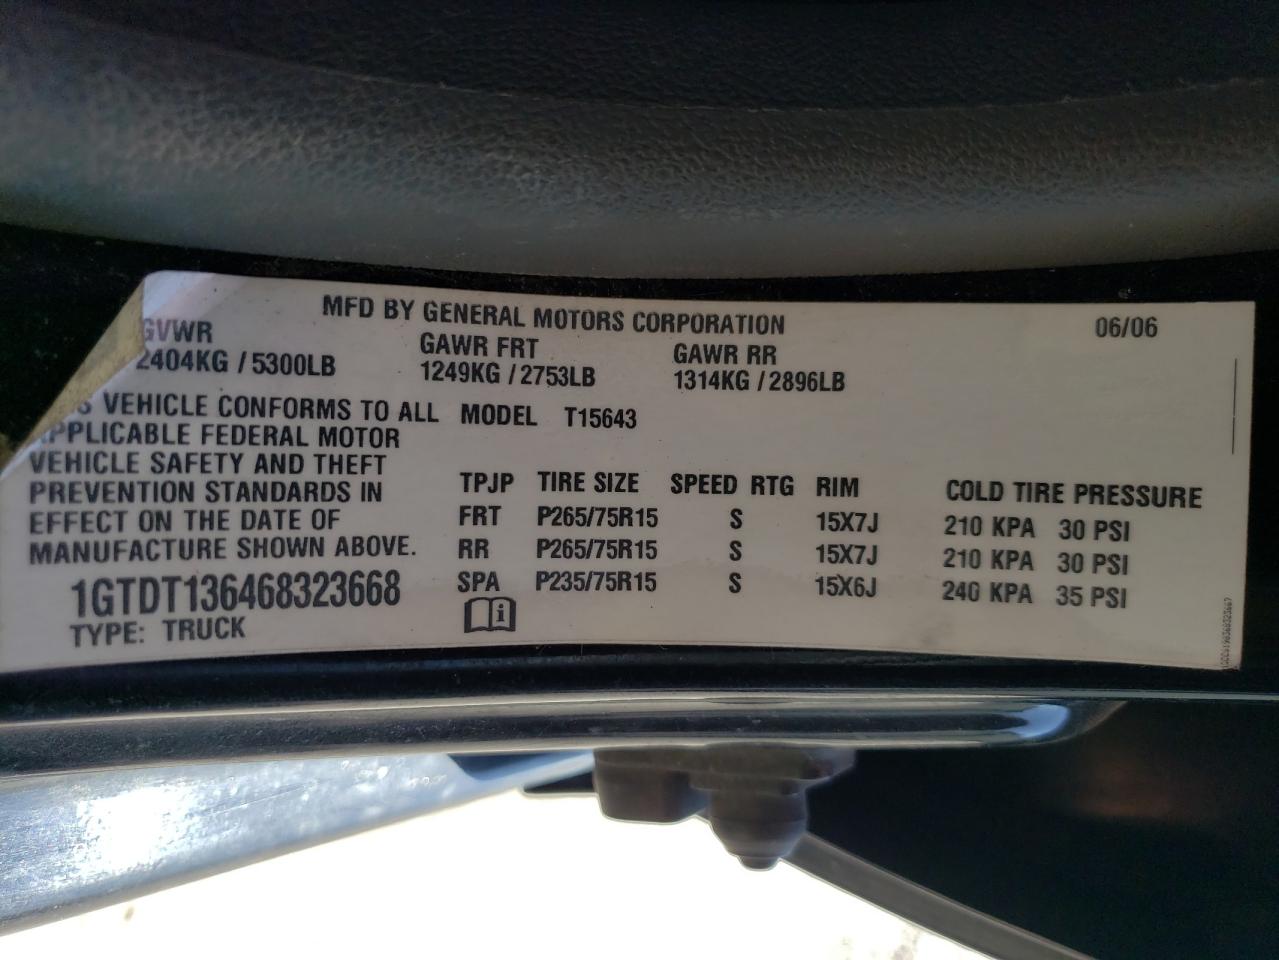 MFD BY GENERAL MOTORS CORPORATION 06/06
GVWR GAWR FRT GAWR RR
2404KG / 5300LB 1249KG / 2753LB 1314KG / 2896LB
VEHICLE CONFORMS TO ALL MODEL T15643
APPLICABLE FEDERAL MOTOR
VEHICLE SAFETY AND THEFT
PREVENTION STANDARDS IN
EFFECT ON THE DATE OF
MANUFACTURE SHOWN ABOVE.
TPJP TIRE SIZE SPEED RTG RIM COLD TIRE PRESSURE
FRT P265/75R15 S 15X7J 210 KPA 30 PSI
RR P265/75R15 S 15X7J 210 KPA 30 PSI
SPA P235/75R15 S 15X6J 240 KPA 35 PSI
1GTDT136468323668
TYPE: TRUCK
i